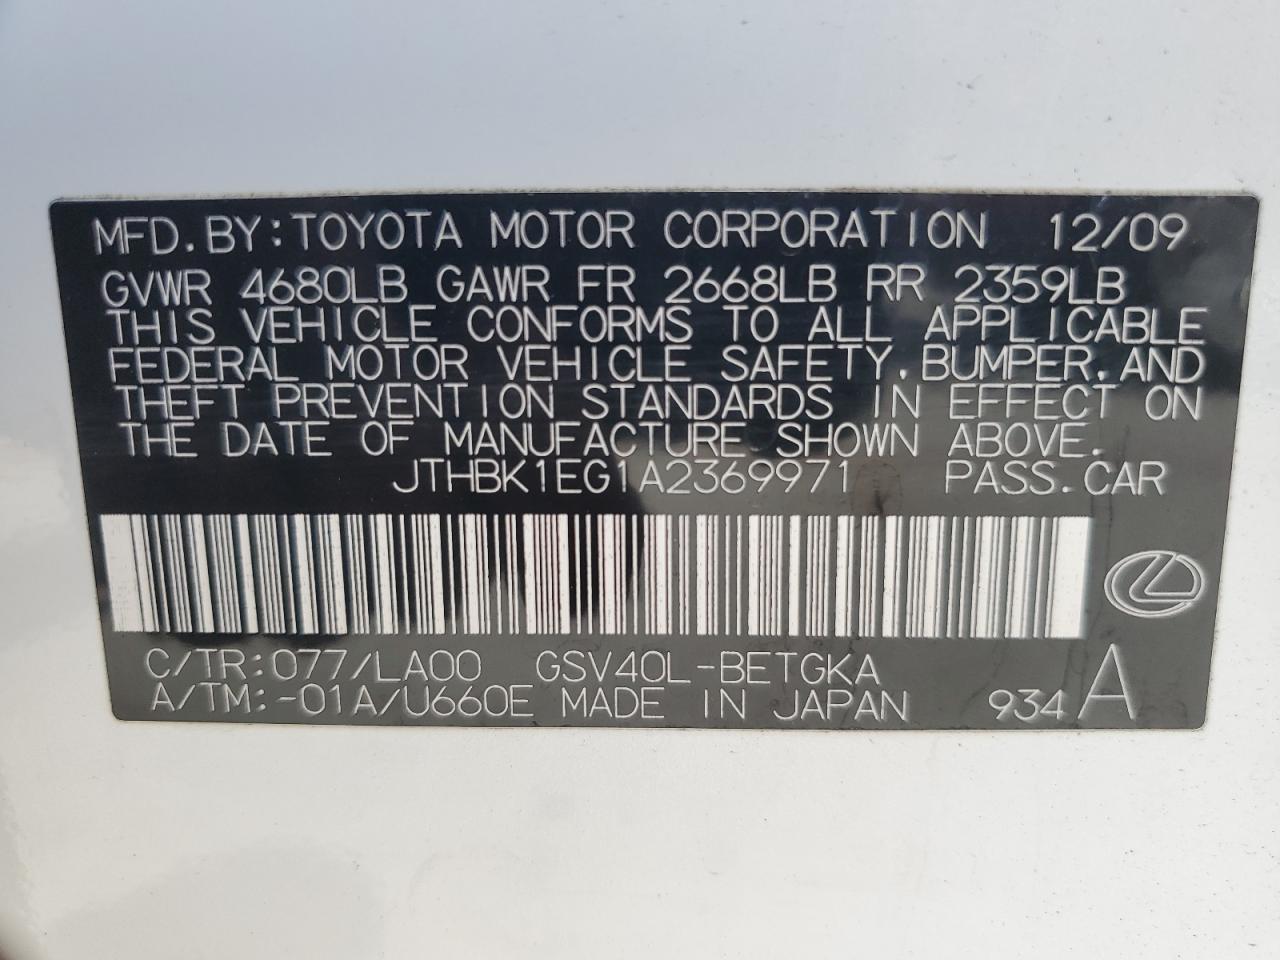 MFD.BY:TOYOTA MOTOR CORPORATION 12/09
GVWR 4680LB GAWR FR 2668LB RR 2359LB
THIS VEHICLE CONFORMS TO ALL APPLICABLE
FEDERAL MOTOR VEHICLE SAFETY,BUMPER,AND
THEFT PREVENTION STANDARDS IN EFFECT ON
THE DATE OF MANUFACTURE SHOWN ABOVE.
JTHBK1EG1A2369971 PASS.CAR
C/TR:077/LA00 GSV40L-BETGKA
A/TM:-01A/U660E MADE IN JAPAN 934 A